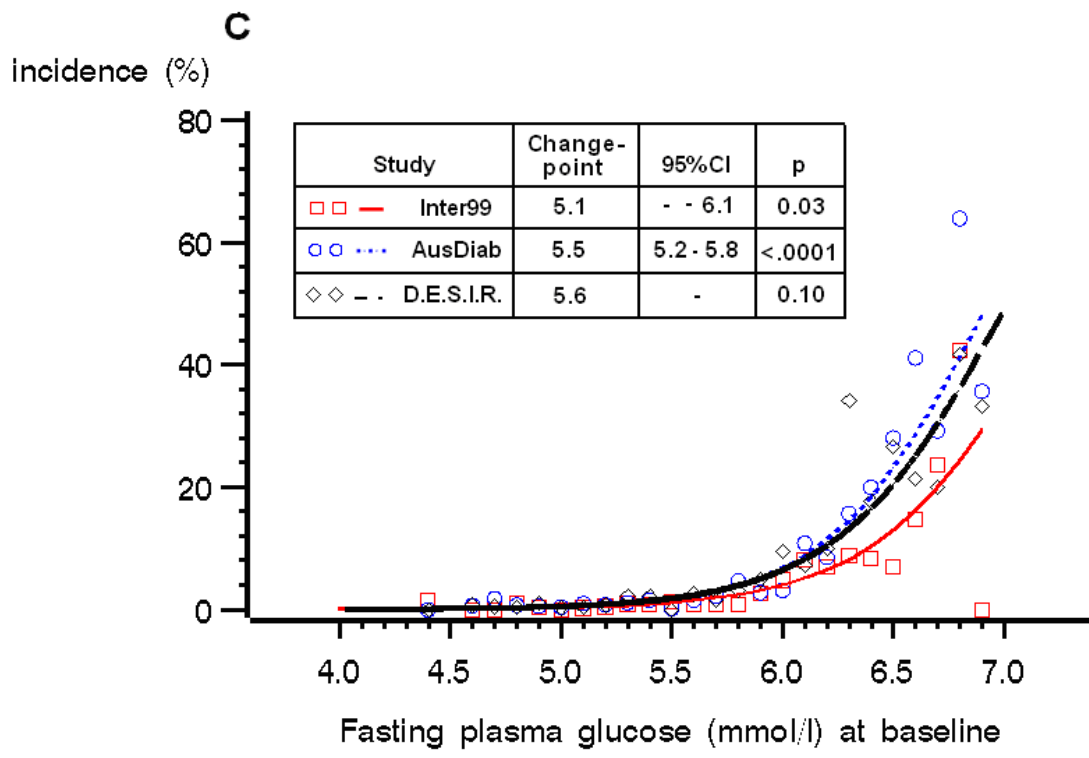 C
incidence (%)
80
60
40
20
0
Study Change-point 95%CI p
Inter99 5.1 - - 6.1 0.03
AusDiab 5.5 5.2 - 5.8 <.0001
D.E.S.I.R. 5.6 - 0.10
4.0 4.5 5.0 5.5 6.0 6.5 7.0
Fasting plasma glucose (mmol/l) at baseline